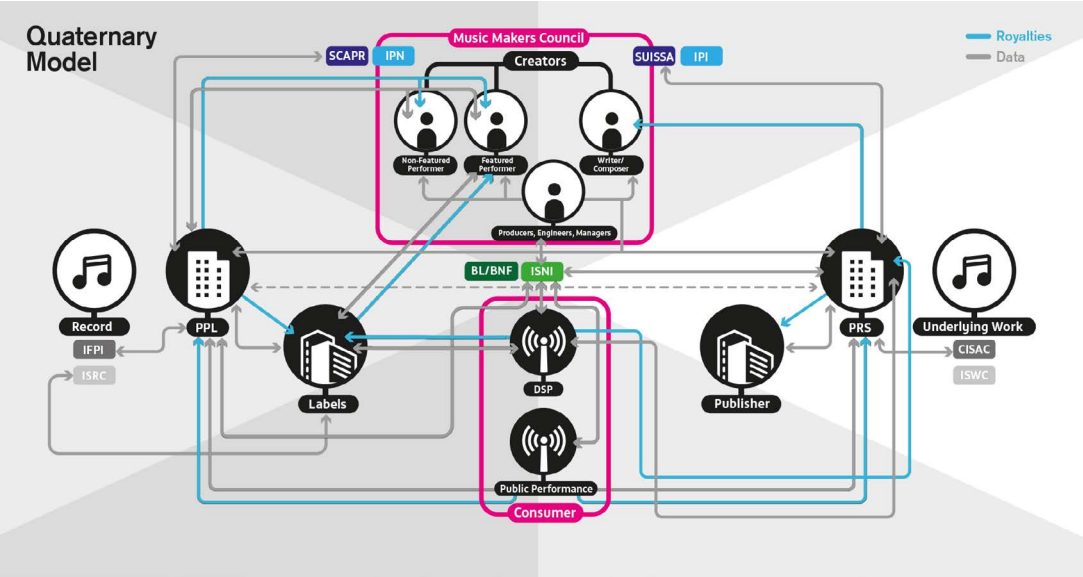 Quaternary
Model
Music Makers Council
Creators
SCAPR
IPN
SUISSA
IPI
Royalties
Data
Non-Featured
Performer
Featured
Performer
Writer/
Composer
Producers, Engineers, Managers
BL/BNF
ISNI
Record
IFPI
ISRC
PPL
Labels
DSP
Public Performance
Consumer
Publisher
PRS
Underlying Work
CISAC
ISWC